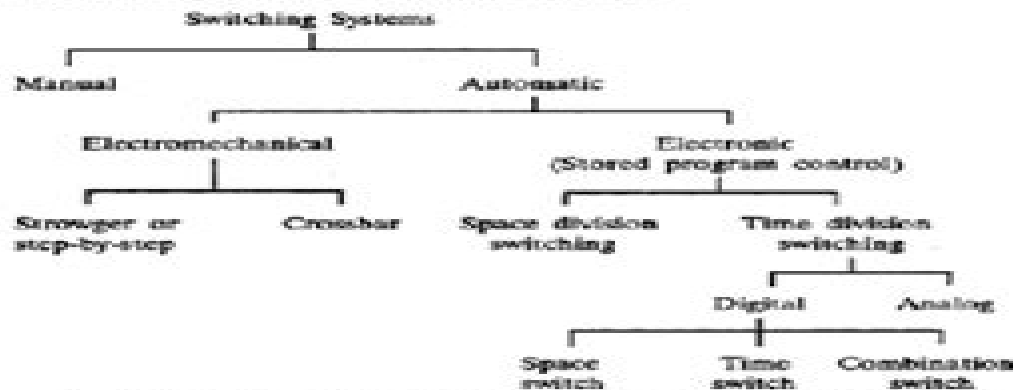 Switching Systems
Manual Automatic
Electromechanical Electronic
(Stored program control)
Strowger or Crossbar Space division Time division
step-by-step switching switching
Digital Analog
Space Time Combination
switch switch switch